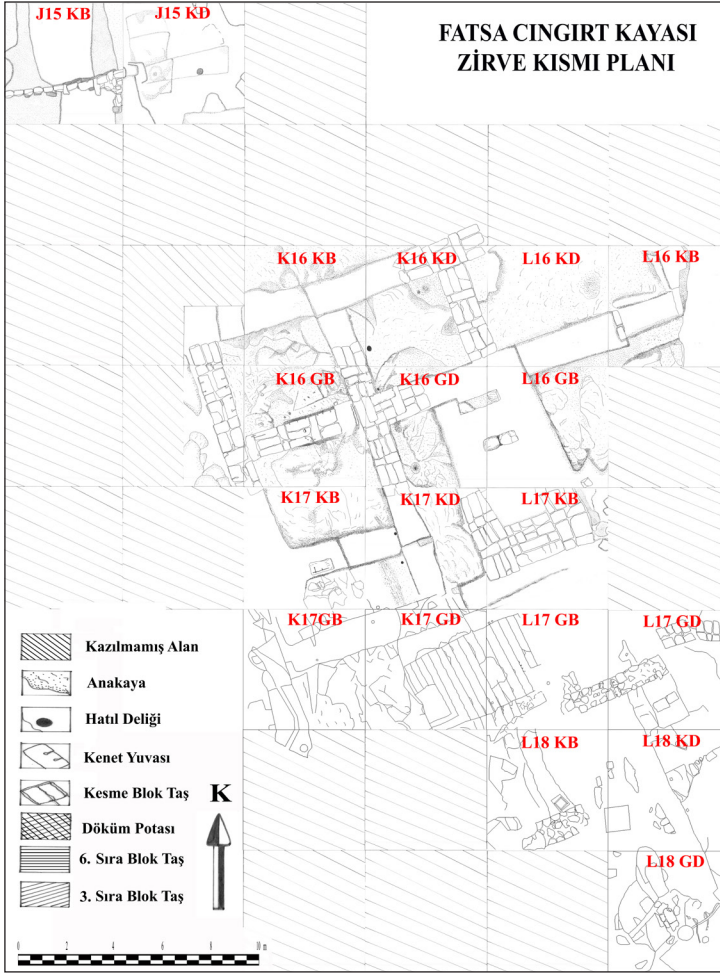 J15 KB J15 KD
FATSA CINGIRT KAYASI
ZİRVE KISMI PLANI
K16 KB K16 KD L16 KD L16 KB
K16 GB K16 GD L16 GB
K17 KB K17 KD L17 KB
K17GB K17 GD L17 GB L17 GD
L18 KB L18 KD
L18 GD
Kazılmamış Alan
Anakaya
Hatıl Deliği
Kenet Yuvası
Kesme Blok Taş
K
Döküm Potası
6. Sıra Blok Taş
3. Sıra Blok Taş
0 2 4 6 8 10 m